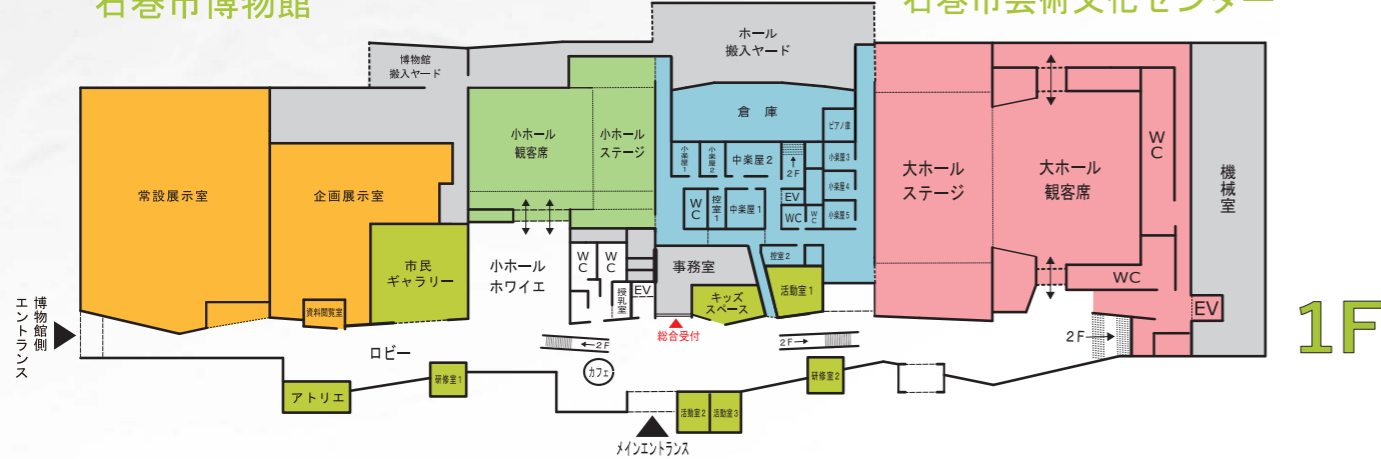 石巻市博物館
石巻市芸術文化センター
ホール
搬入ヤード
博物館
搬入ヤード
倉庫
ピアノ庫
小ホール
観客席
小ホール
ステージ
小楽屋1
小楽屋2
中楽屋2
2F
小楽屋3
小楽屋4
小楽屋5
大ホール
ステージ
大ホール
観客席
WC
機械室
常設展示室
企画展示室
WC
控室1
中楽屋1
EV
WC
WC
控室2
市民
ギャラリー
小ホール
ホワイエ
WC
WC
授乳室
EV
事務室
キッズ
スペース
活動室1
WC
EV
資料閲覧室
博物館側
エントランス
総合受付
ロビー
←2F
2F→
2F→
1F
カフェ
アトリエ
研修室1
研修室2
活動室2
活動室3
メインエントランス